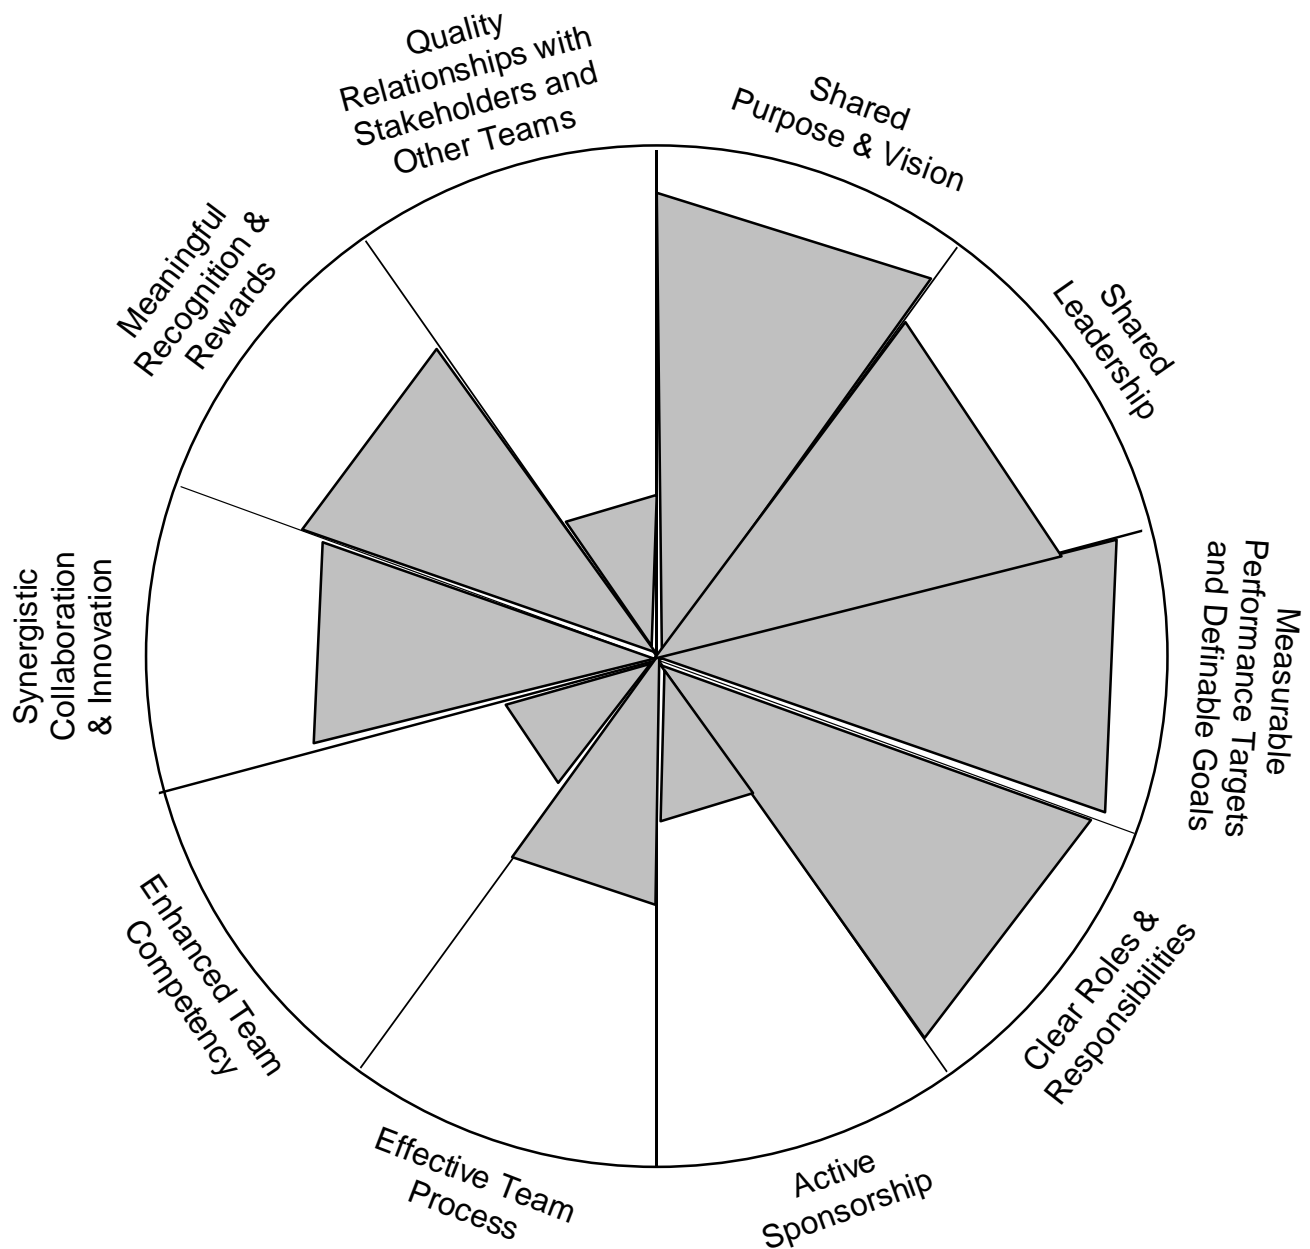 Quality
Relationships with
Stakeholders and
Other Teams
Shared
Purpose & Vision
Shared
Leadership
Measurable
Performance Targets
and Definable Goals
Clear Roles &
Responsibilities
Active
Sponsorship
Effective Team
Process
Enhanced Team
Competency
Synergistic
Collaboration
& Innovation
Meaningful
Recognition &
Rewards